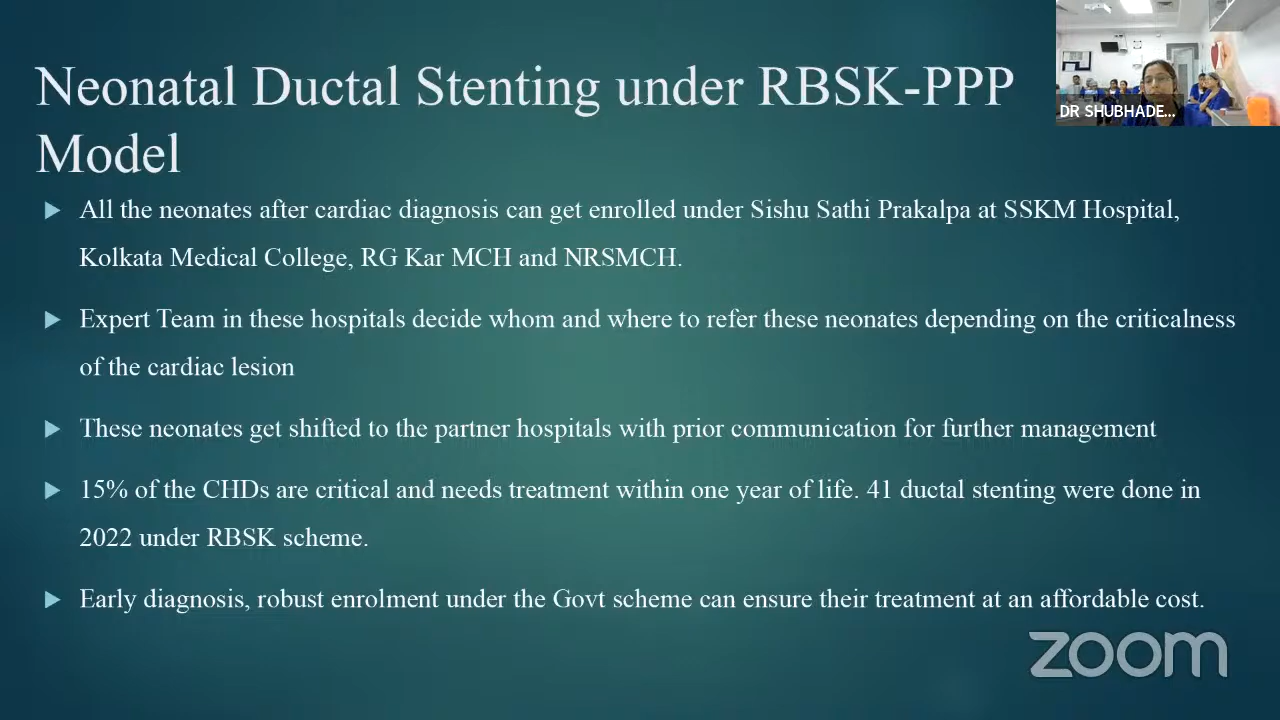 Neonatal Ductal Stenting under RBSK-PPP
Model
DR SHUBHADE...
All the neonates after cardiac diagnosis can get enrolled under Sishu Sathi Prakalpa at SSKM Hospital,
Kolkata Medical College, RG Kar MCH and NRSMCH.
Expert Team in these hospitals decide whom and where to refer these neonates depending on the criticalness
of the cardiac lesion
These neonates get shifted to the partner hospitals with prior communication for further management
15% of the CHDs are critical and needs treatment within one year of life. 41 ductal stenting were done in
2022 under RBSK scheme.
Early diagnosis, robust enrolment under the Govt scheme can ensure their treatment at an affordable cost.
zoom